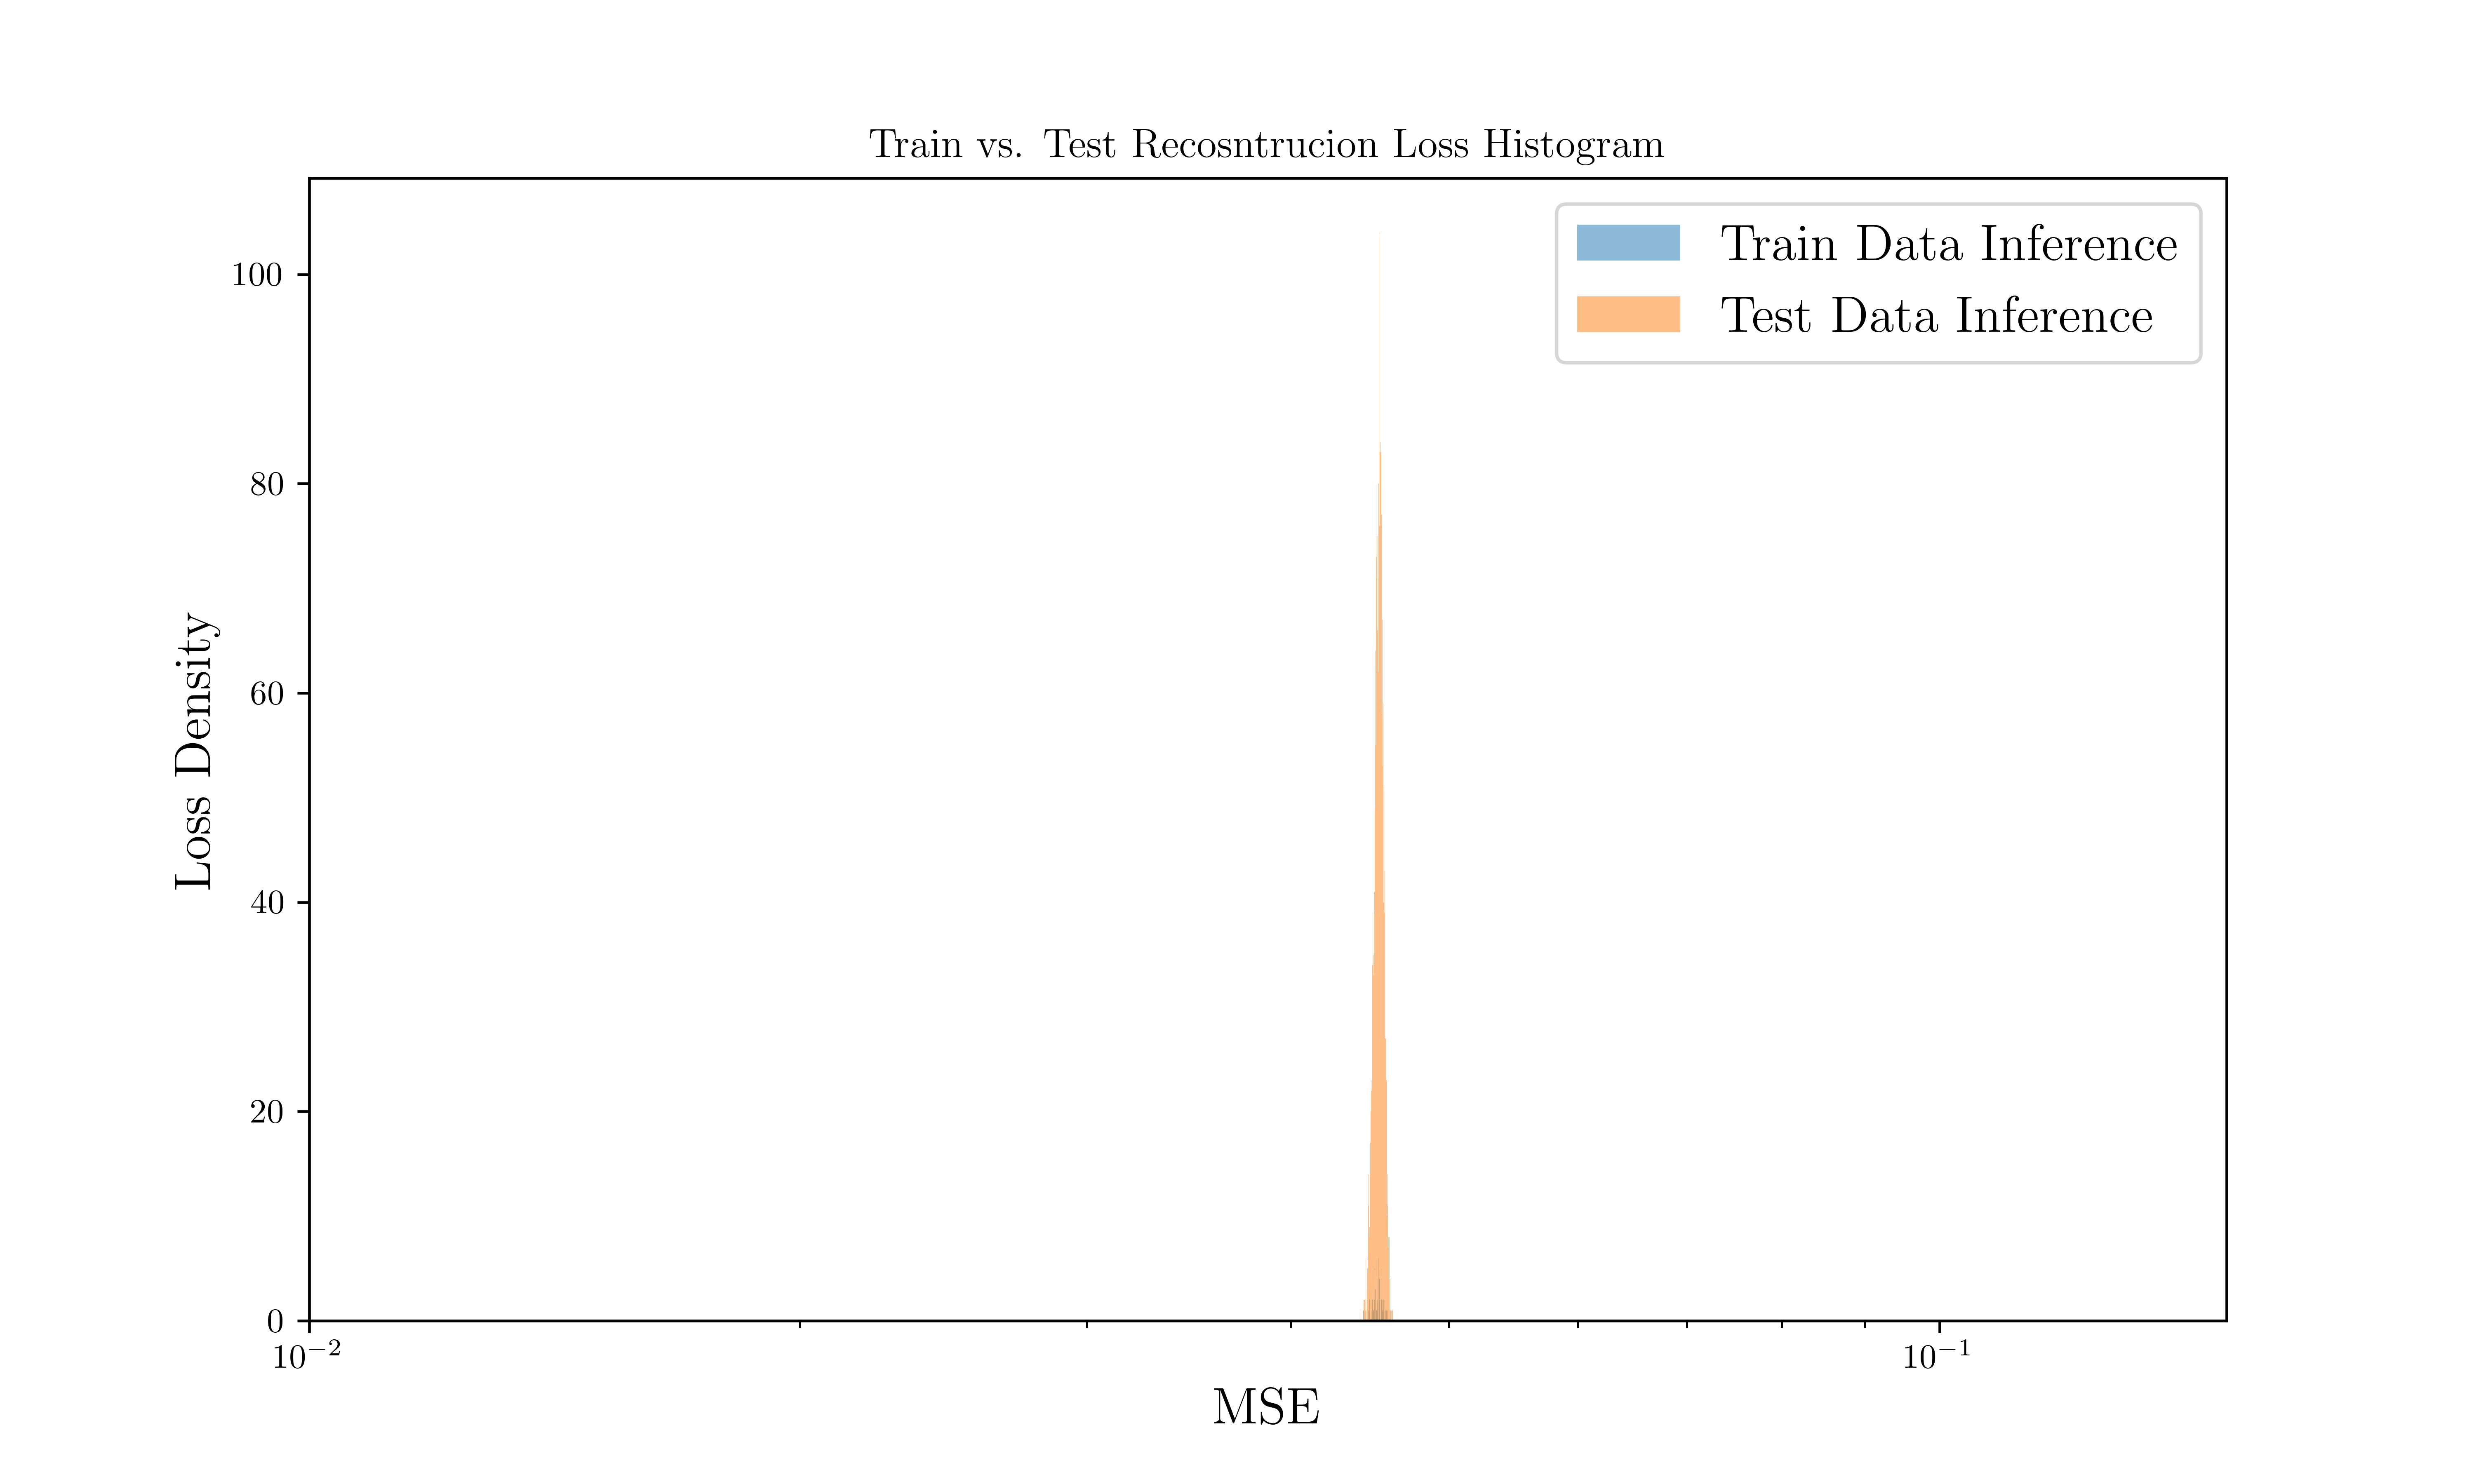 Train vs. Test Recosntrucion Loss Histogram
Train Data Inference
Test Data Inference
Loss Density
100
80
60
40
20
0
10⁻²
10⁻¹
MSE